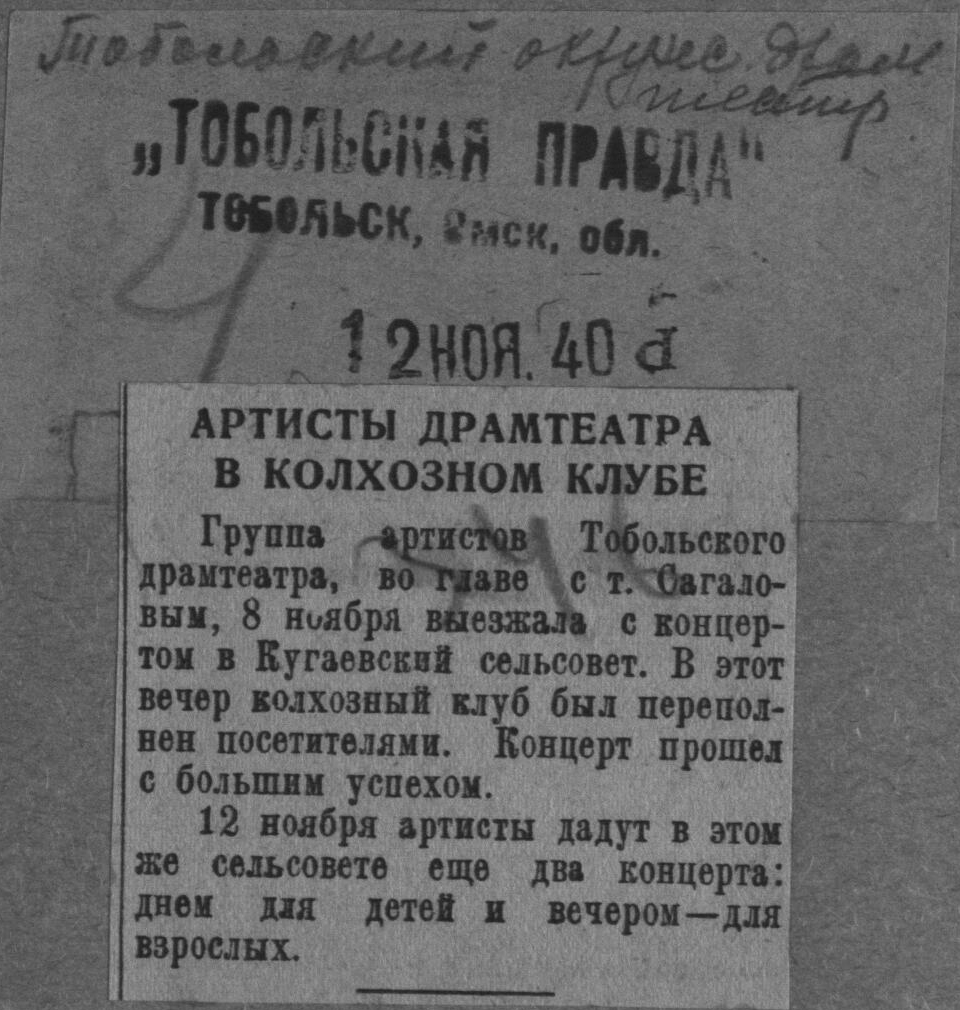 Тобольский окружс. драм
театр
„ТОБОЛЬСКАЯ ПРАВДА"
ТОБОЛЬСК, Омск, обл.
12 НОЯ. 40
АРТИСТЫ ДРАМТЕАТРА
В КОЛХОЗНОМ КЛУБЕ
Группа артистов Тобольского
драмтеатра, во главе с т. Сагало-
вым, 8 ноября выезжала с концер-
том в Кугаевский сельсовет. В этот
вечер колхозный клуб был перепол-
нен посетителями. Концерт прошел
с большим успехом.
12 ноября артисты дадут в этом
же сельсовете еще два концерта:
днем для детей и вечером—для
взрослых.